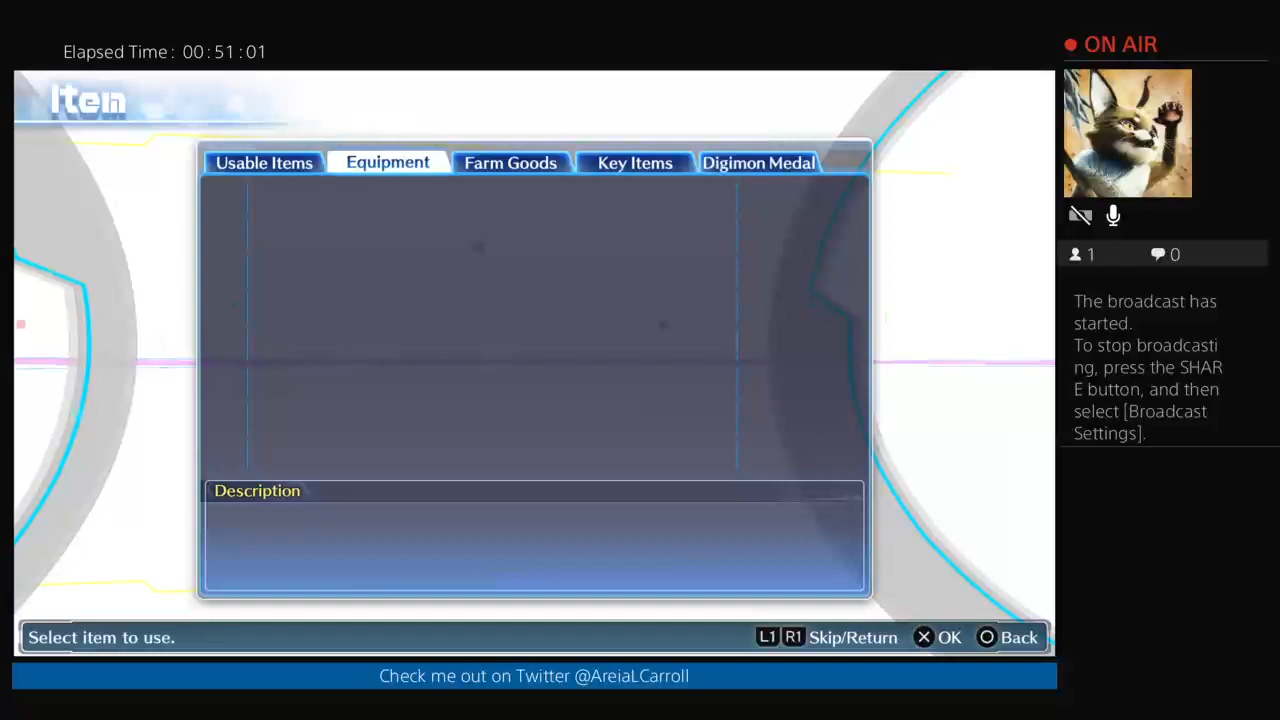 Elapsed Time: 00:51:01
ON AIR
Item
Usable Items Equipment Farm Goods Key Items Digimon Medal
1 0
The broadcast has
started.
To stop broadcasti
ng, press the SHAR
E button, and then
select [Broadcast
Settings].
Description
Select item to use. L1 R1 Skip/Return OK Back
Check me out on Twitter @AreiaLCarroll